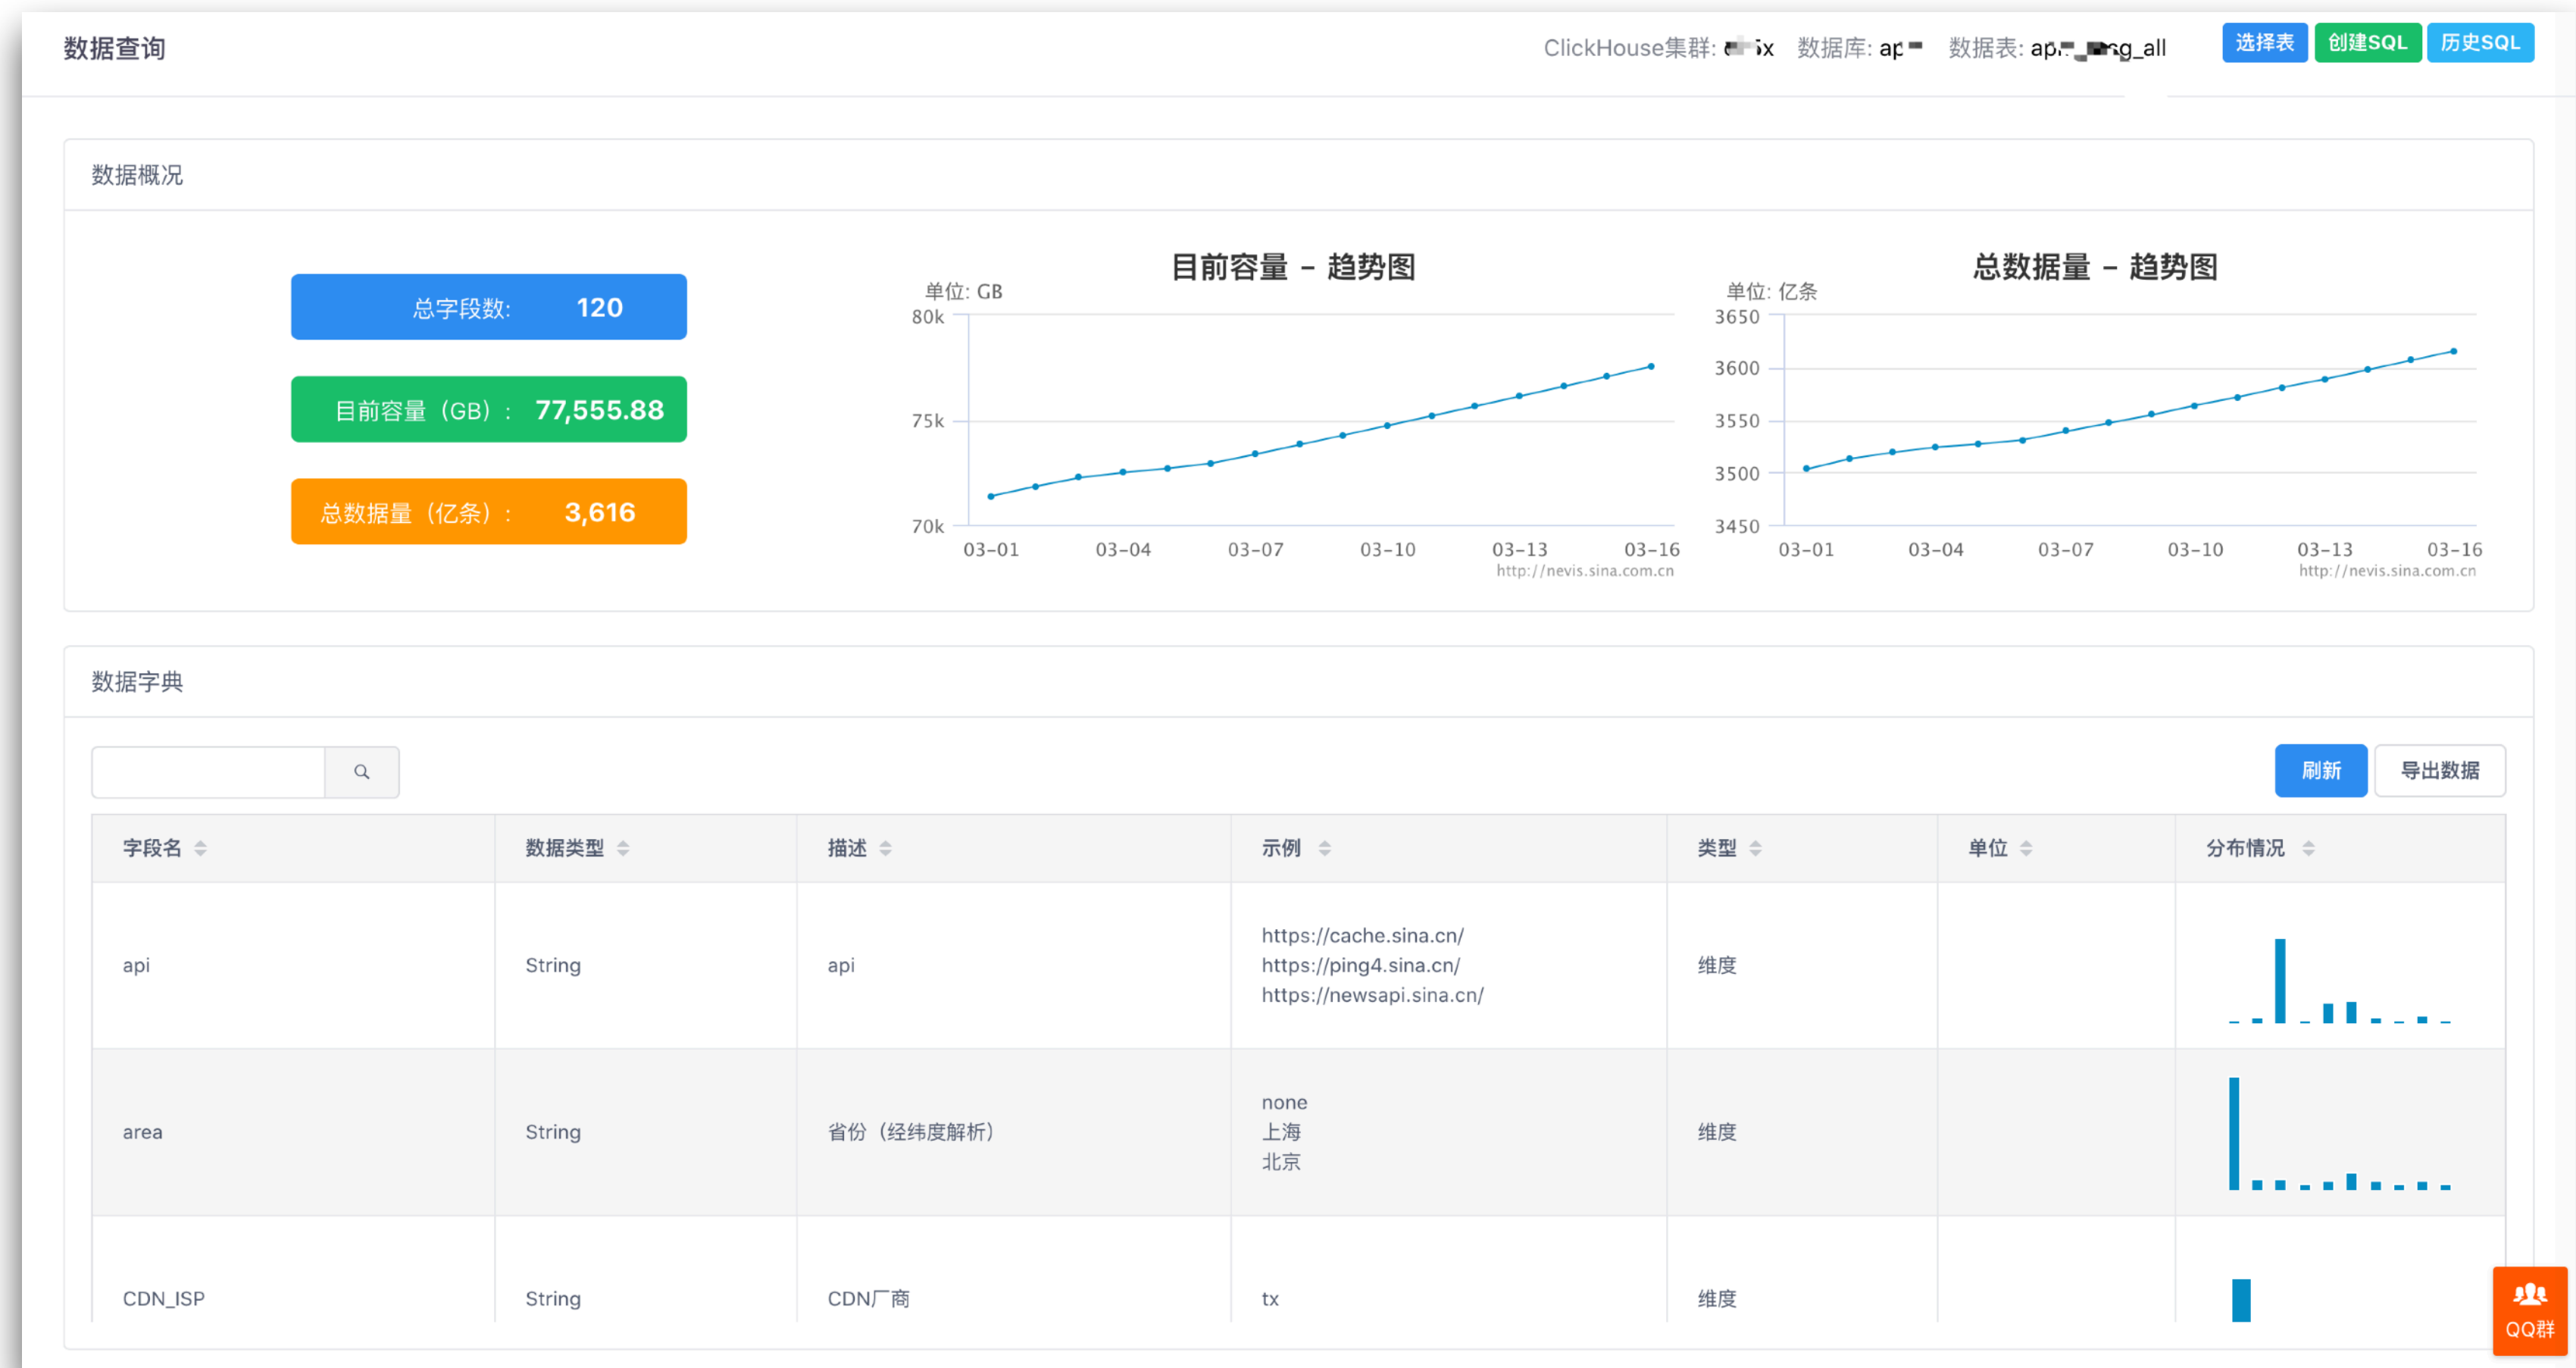 数据查询
ClickHouse集群: 数据库: 数据表:
选择表 创建SQL 历史SQL
数据概况
总字段数: 120
目前容量（GB）: 77,555.88
总数据量（亿条）: 3,616
目前容量 – 趋势图
单位: GB
80k
75k
70k
03-01 03-04 03-07 03-10 03-13 03-16
http://nevis.sina.com.cn
总数据量 – 趋势图
单位: 亿条
3650
3600
3550
3500
3450
03-01 03-04 03-07 03-10 03-13 03-16
http://nevis.sina.com.cn
数据字典
刷新 导出数据
字段名 数据类型 描述 示例 类型 单位 分布情况
api String api
https://cache.sina.cn/
https://ping4.sina.cn/
https://newsapi.sina.cn/
维度
area String 省份（经纬度解析）
none
上海
北京
维度
CDN_ISP String CDN厂商 tx 维度
QQ群